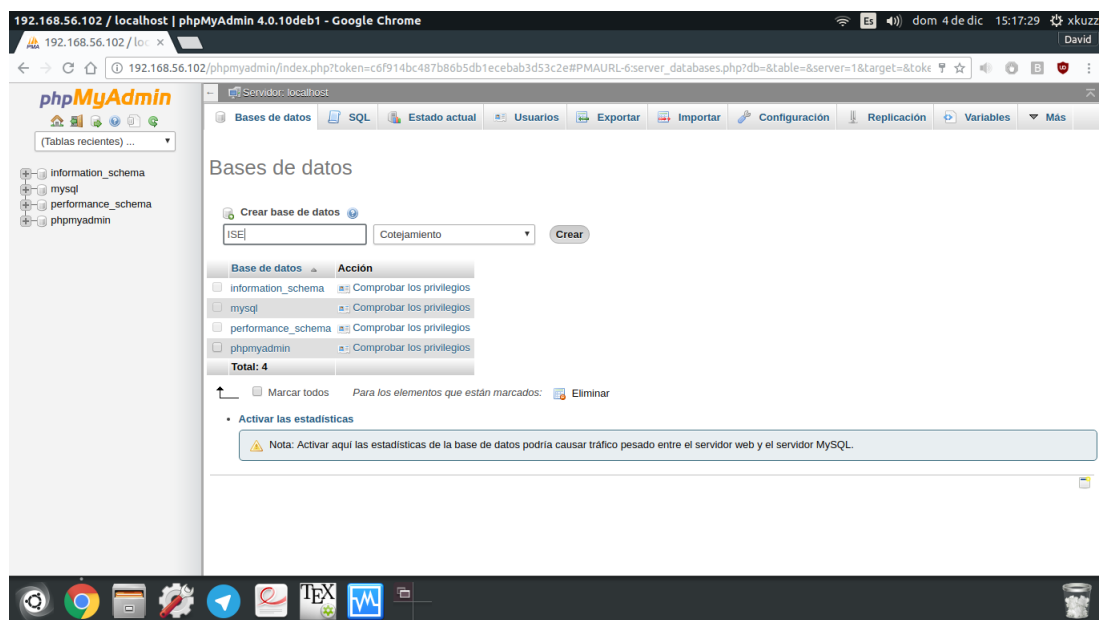 192.168.56.102 / localhost | phpMyAdmin 4.0.10deb1 - Google Chrome Es dom 4 de dic 15:17:29 xkuzz
PMA 192.168.56.102 / loc × David
192.168.56.102/phpmyadmin/index.php?token=c6f914bc487b86b5db1ecebab3d53c2e#PMAURL-6:server_databases.php?db=&table=&server=1&target=&toke
phpMyAdmin
(Tablas recientes) ...
information_schema
mysql
performance_schema
phpmyadmin
Servidor: localhost
Bases de datos SQL Estado actual Usuarios Exportar Importar Configuración Replicación Variables Más
Bases de datos
Crear base de datos
ISE Cotejamiento Crear
Base de datos Acción
information_schema Comprobar los privilegios
mysql Comprobar los privilegios
performance_schema Comprobar los privilegios
phpmyadmin Comprobar los privilegios
Total: 4
Marcar todos Para los elementos que están marcados: Eliminar
• Activar las estadísticas
Nota: Activar aquí las estadísticas de la base de datos podría causar tráfico pesado entre el servidor web y el servidor MySQL.
TEX